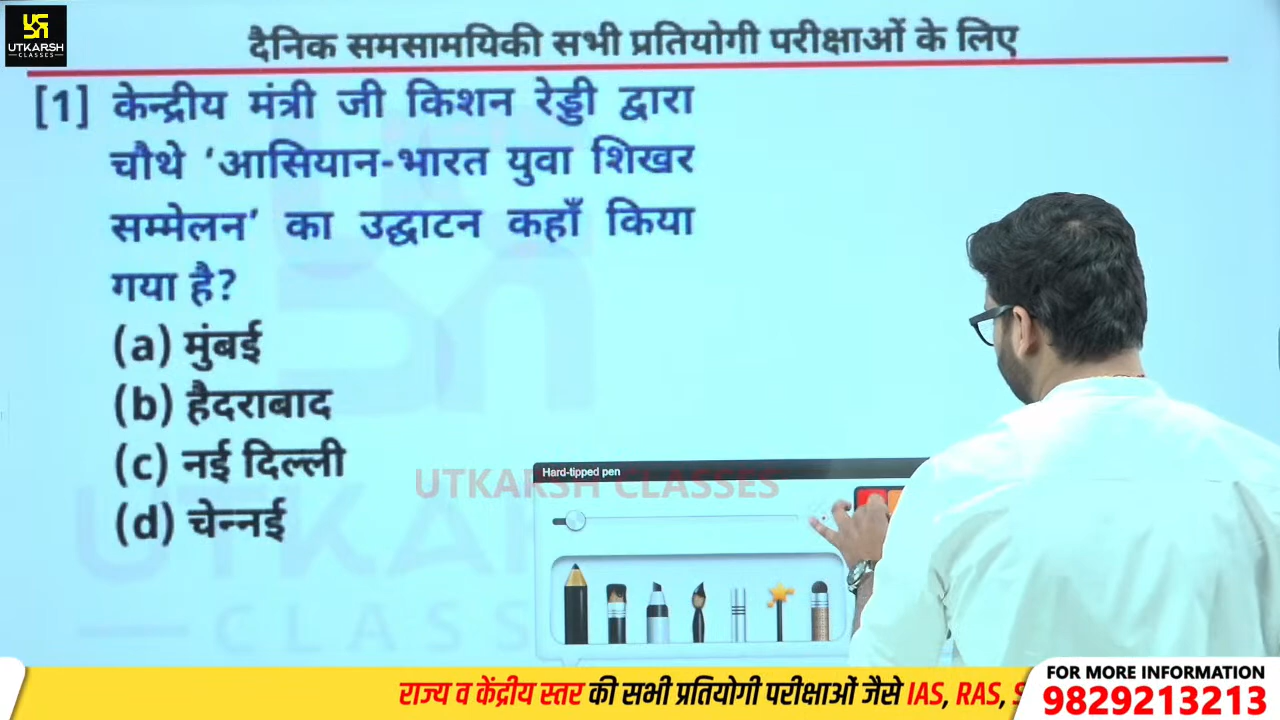 UTKARSH
CLASSES
दैनिक समसामयिकी सभी प्रतियोगी परीक्षाओं के लिए
[1] केन्द्रीय मंत्री जी किशन रेड्डी द्वारा
चौथे ‘आसियान-भारत युवा शिखर
सम्मेलन’ का उद्घाटन कहाँ किया
गया है?
(a) मुंबई
(b) हैदराबाद
(c) नई दिल्ली
(d) चेन्नई
Hard-tipped pen
UTKARSH CLASSES
राज्य व केंद्रीय स्तर की सभी प्रतियोगी परीक्षाओं जैसे IAS, RAS,
FOR MORE INFORMATION
9829213213